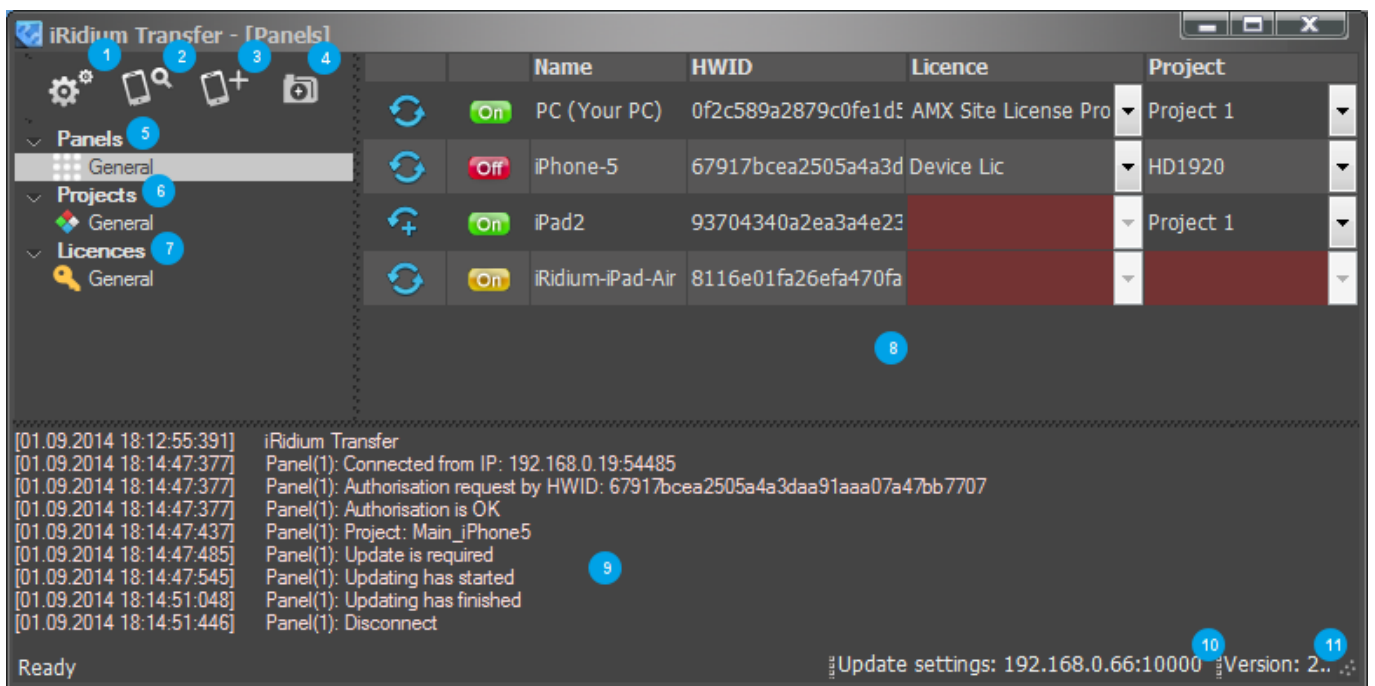 iRidium Transfer - [Panels]
1 2 3 4
Name HWID Licence Project
On PC (Your PC) 0f2c589a2879c0fe1d5 AMX Site License Pro Project 1
Panels 5
General
Off iPhone-5 67917bcea2505a4a3d Device Lic HD1920
Projects 6
General
On iPad2 93704340a2ea3a4e23 Project 1
Licences 7
General
On iRidium-iPad-Air 8116e01fa26efa470fa
8
[01.09.2014 18:12:55:391] iRidium Transfer
[01.09.2014 18:14:47:377] Panel(1): Connected from IP: 192.168.0.19:54485
[01.09.2014 18:14:47:377] Panel(1): Authorisation request by HWID: 67917bcea2505a4a3daa91aaa07a47bb7707
[01.09.2014 18:14:47:377] Panel(1): Authorisation is OK
[01.09.2014 18:14:47:437] Panel(1): Project: Main_iPhone5
[01.09.2014 18:14:47:485] Panel(1): Update is required
[01.09.2014 18:14:47:545] Panel(1): Updating has started
9
[01.09.2014 18:14:51:048] Panel(1): Updating has finished
[01.09.2014 18:14:51:446] Panel(1): Disconnect
10 11
Ready Update settings: 192.168.0.66:10000 Version: 2..